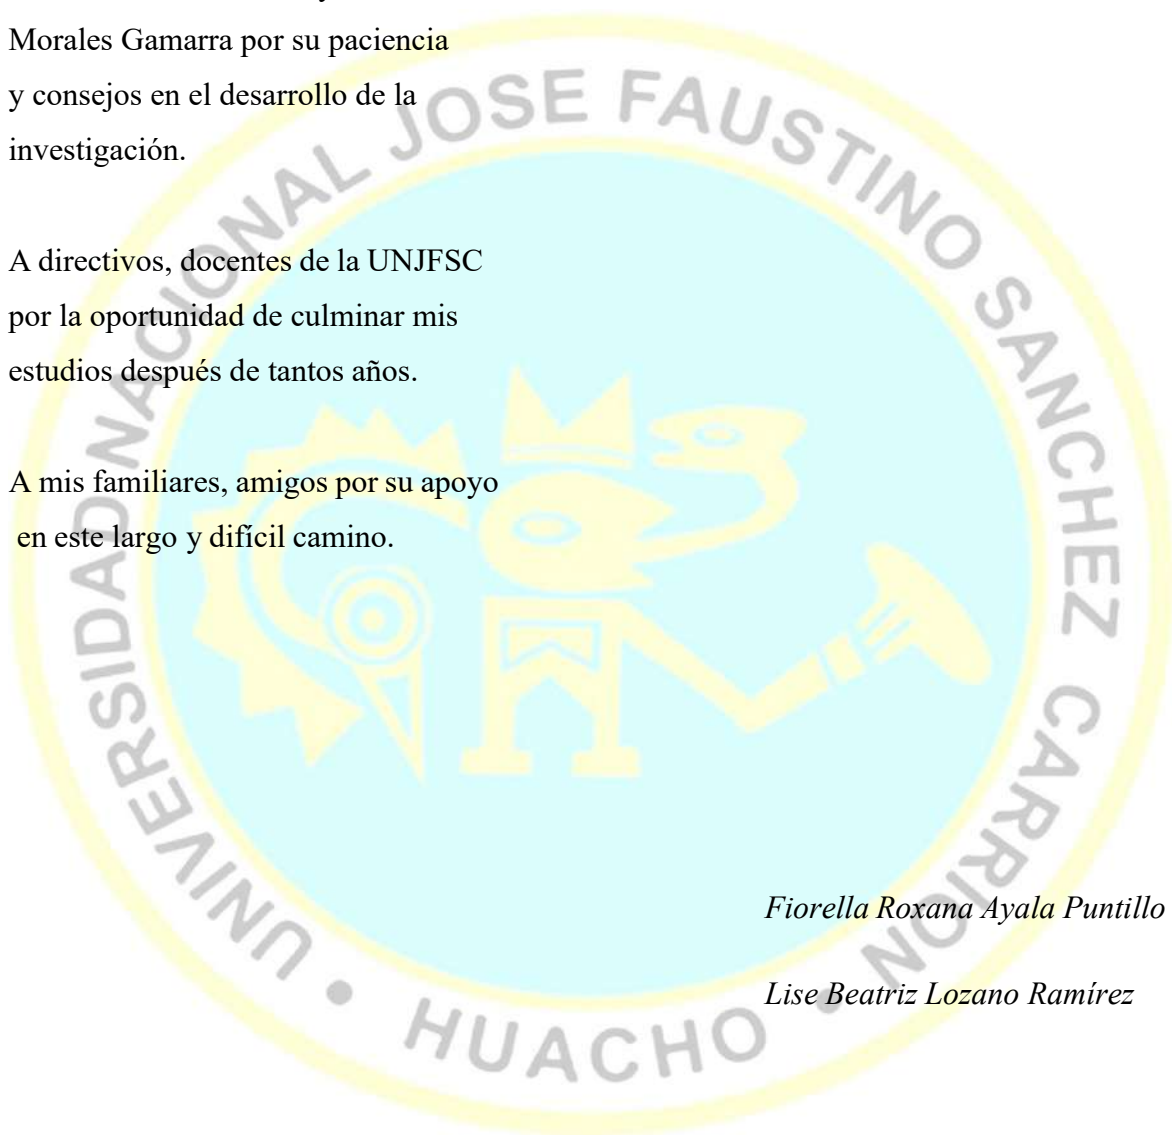 Morales Gamarra por su paciencia
y consejos en el desarrollo de la
investigación.
A directivos, docentes de la UNJFSC
por la oportunidad de culminar mis
estudios después de tantos años.
A mis familiares, amigos por su apoyo
en este largo y difícil camino.
Fiorella Roxana Ayala Puntillo
Lise Beatriz Lozano Ramírez
UNIVERSIDAD NACIONAL JOSE FAUSTINO SANCHEZ CARRION • HUACHO •